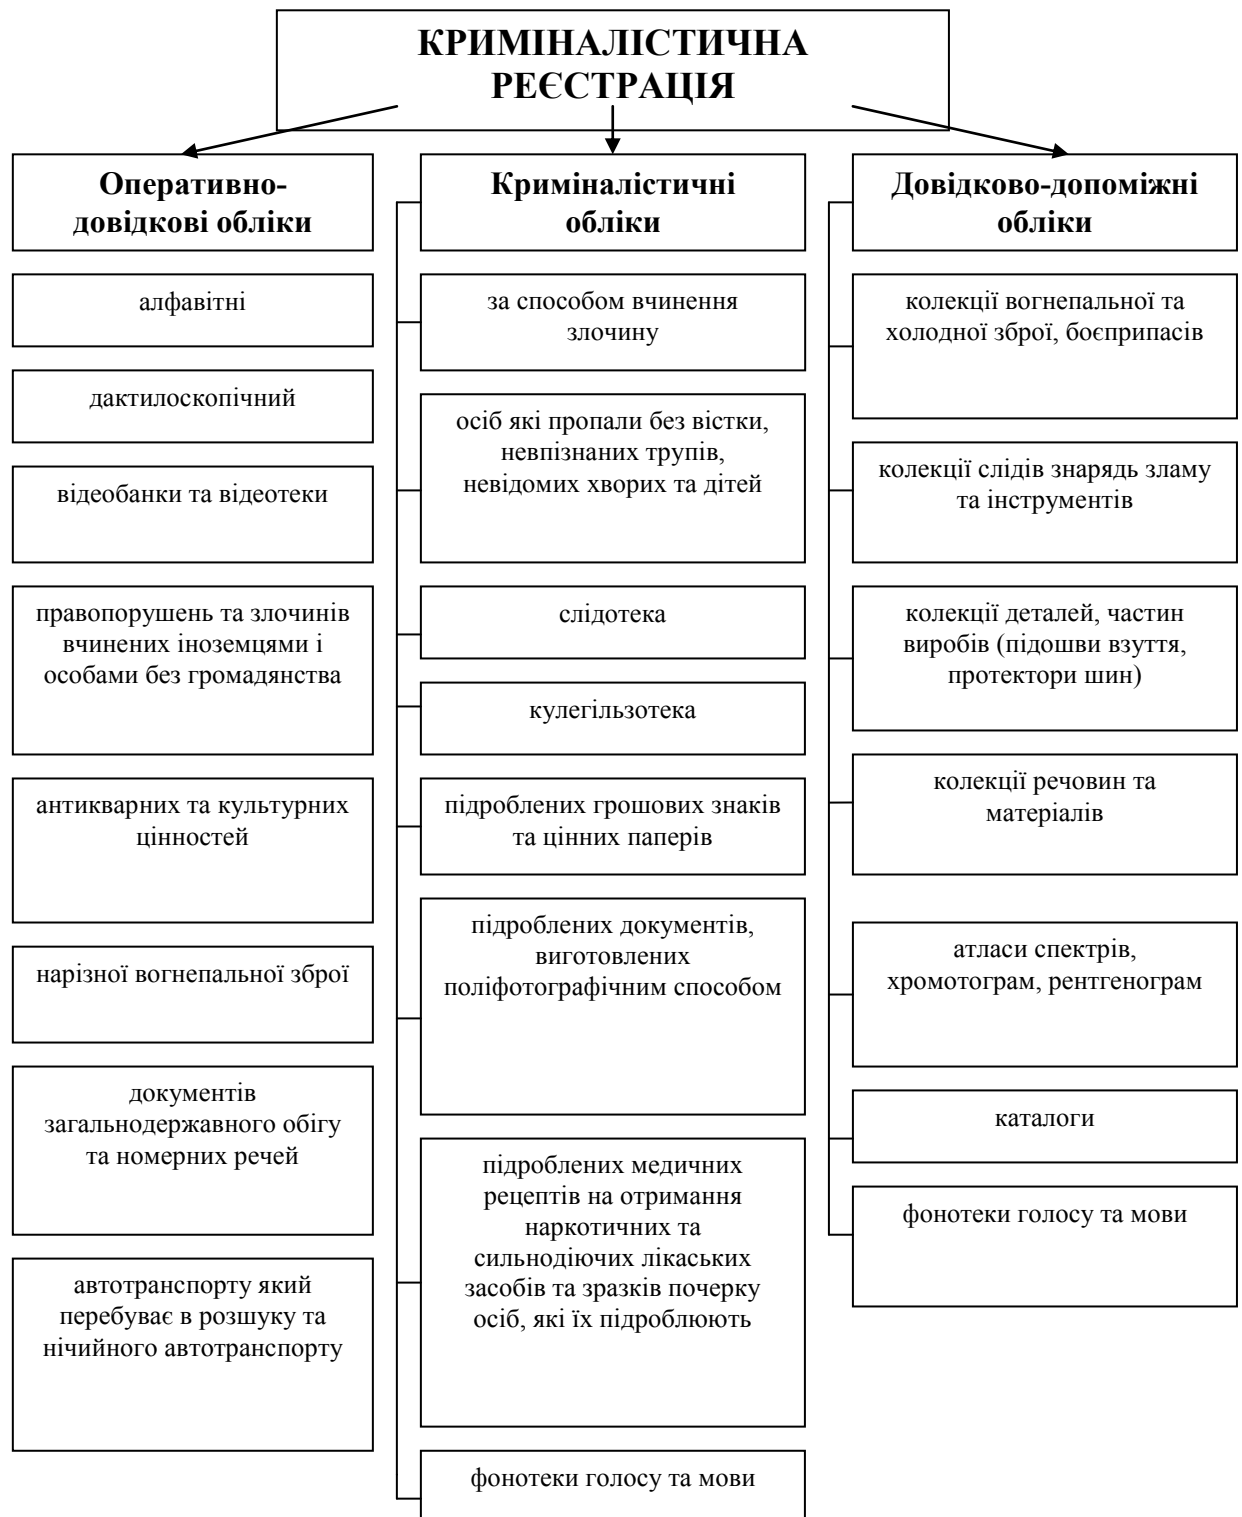 КРИМІНАЛІСТИЧНА
РЕЄСТРАЦІЯ
Оперативно-
довідкові обліки
алфавітні
дактилоскопічний
відеобанки та відеотеки
правопорушень та злочинів
вчинених іноземцями і
особами без громадянства
антикварних та культурних
цінностей
нарізної вогнепальної зброї
документів
загальнодержавного обігу
та номерних речей
автотранспорту який
перебуває в розшуку та
нічийного автотранспорту
Криміналістичні
обліки
за способом вчинення
злочину
осіб які пропали без вістки,
невпізнаних трупів,
невідомих хворих та дітей
слідотека
кулегільзотека
підроблених грошових знаків
та цінних паперів
підроблених документів,
виготовлених
поліфотографічним способом
підроблених медичних
рецептів на отримання
наркотичних та
сильнодіючих лікаських
засобів та зразків почерку
осіб, які їх підроблюють
фонотеки голосу та мови
Довідково-допоміжні
обліки
колекції вогнепальної та
холодної зброї, боєприпасів
колекції слідів знарядь зламу
та інструментів
колекції деталей, частин
виробів (підошви взуття,
протектори шин)
колекції речовин та
матеріалів
атласи спектрів,
хромотограм, рентгенограм
каталоги
фонотеки голосу та мови